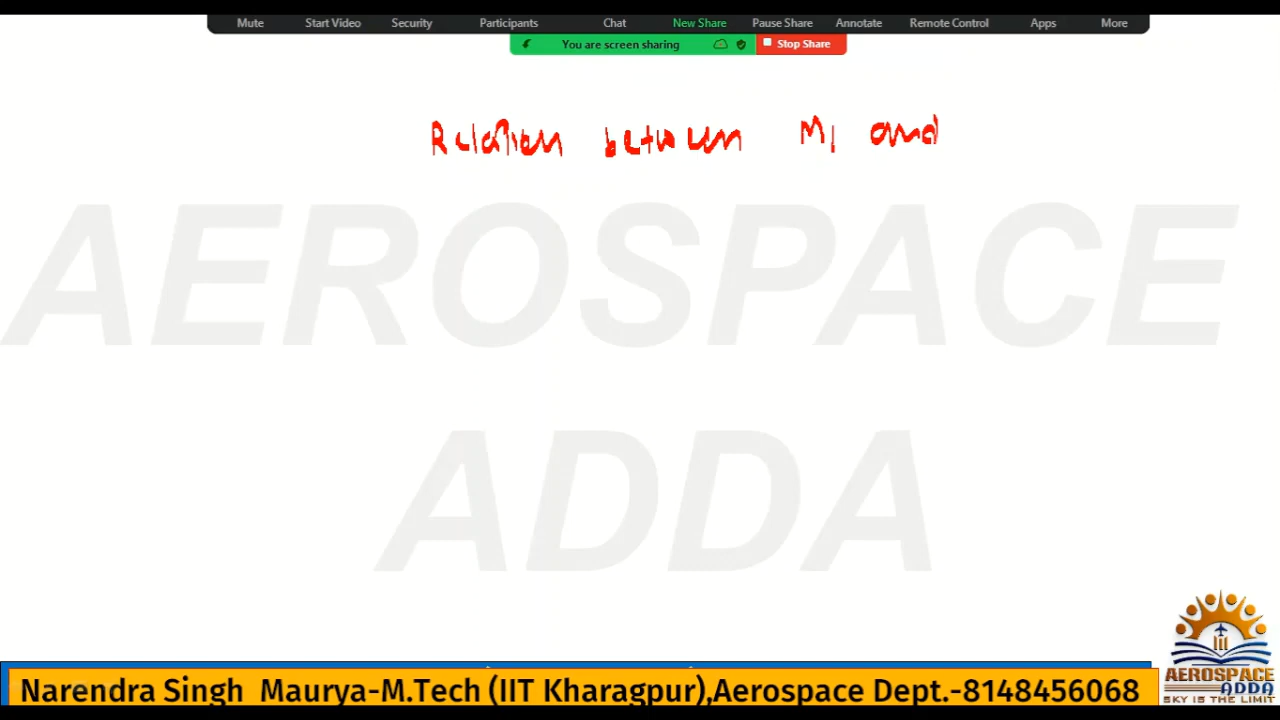 Mute Start Video Security Participants Chat New Share Pause Share Annotate Remote Control Apps More
You are screen sharing Stop Share
Relation between M1 and
AEROSPACE
ADDA
AEROSPACE
ADDA
SKY IS THE LIMIT
Narendra Singh Maurya-M.Tech (IIT Kharagpur),Aerospace Dept.-8148456068